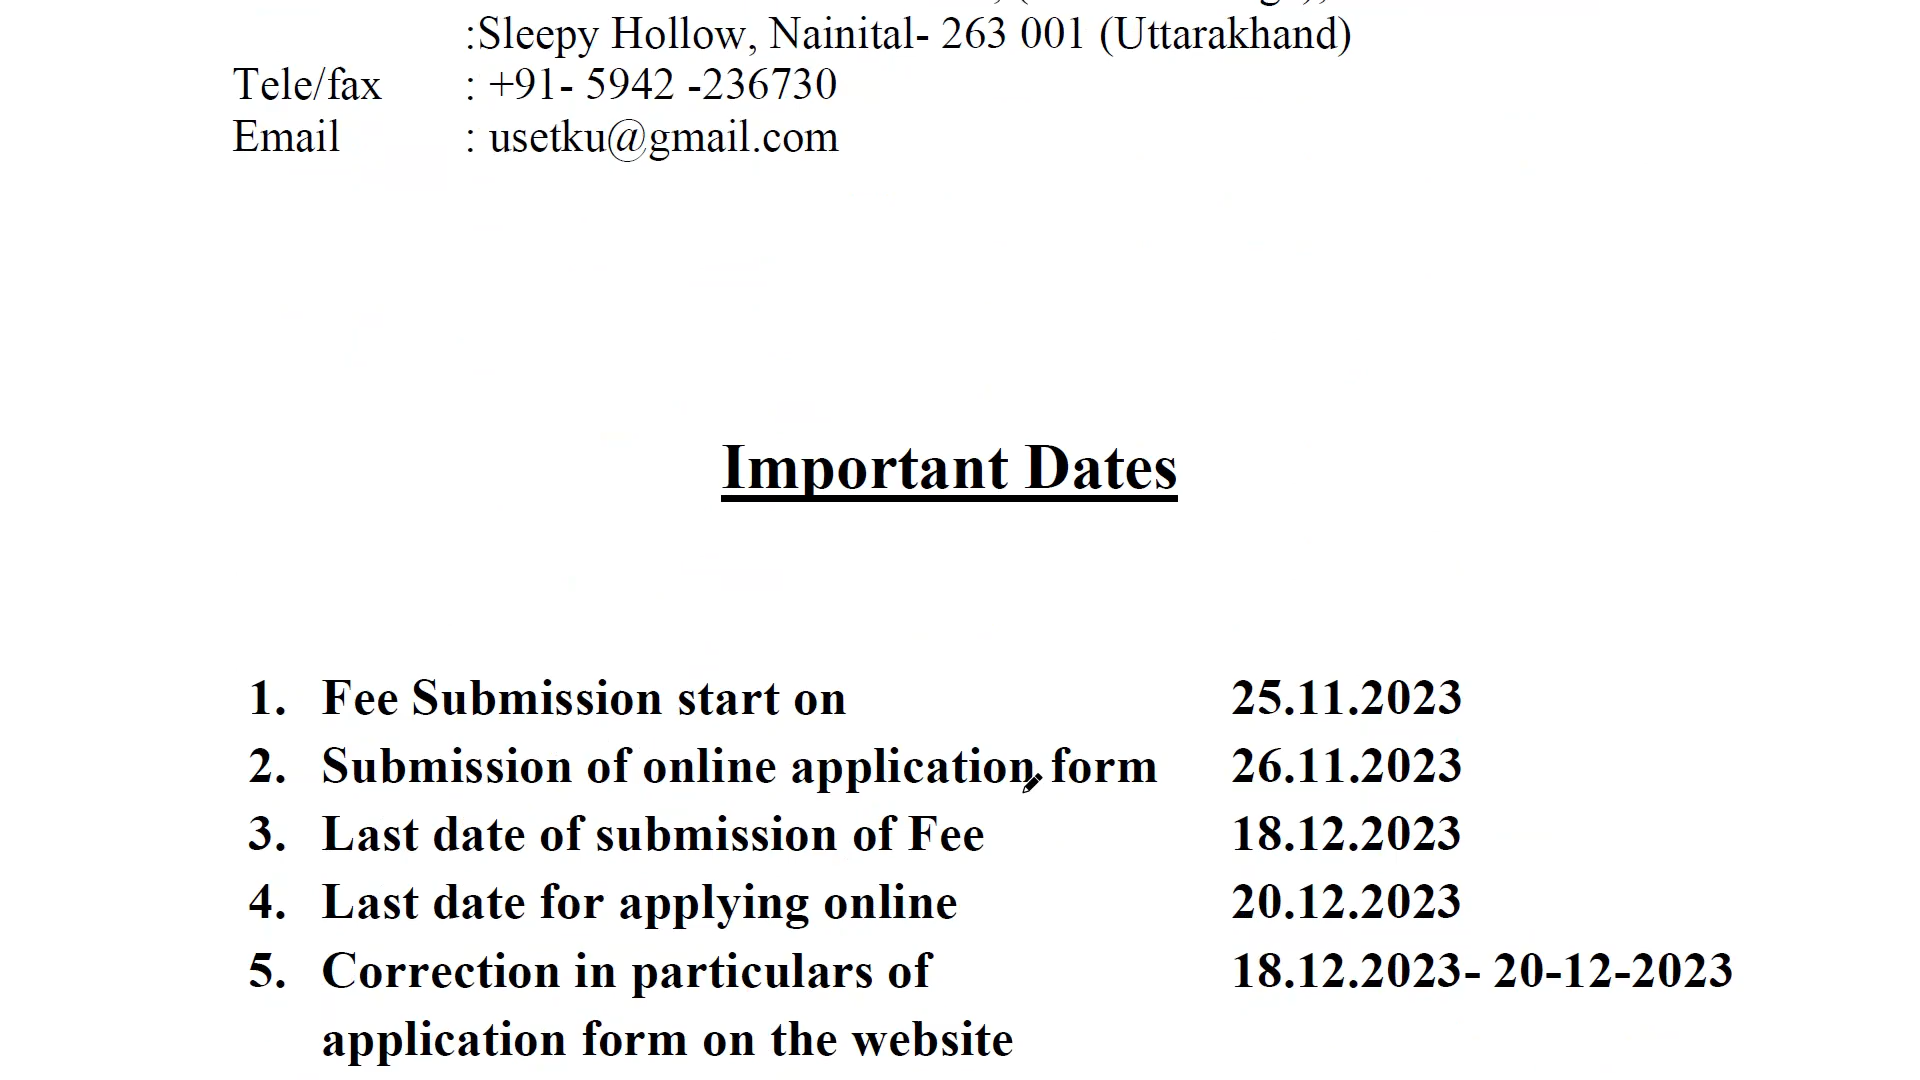 :Sleepy Hollow, Nainital- 263 001 (Uttarakhand)
Tele/fax : +91- 5942 -236730
Email : usetku@gmail.com
Important Dates
1. Fee Submission start on 25.11.2023
2. Submission of online application form 26.11.2023
3. Last date of submission of Fee 18.12.2023
4. Last date for applying online 20.12.2023
5. Correction in particulars of 18.12.2023- 20-12-2023
application form on the website